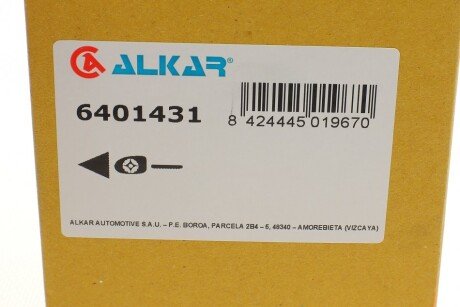 ALKAR®
6401431
8 424445 019670
ALKAR AUTOMOTIVE S.A.U. – P.E. BOROA, PARCELA 2B4 – 5, 48340 – AMOREBIETA (VIZCAYA)